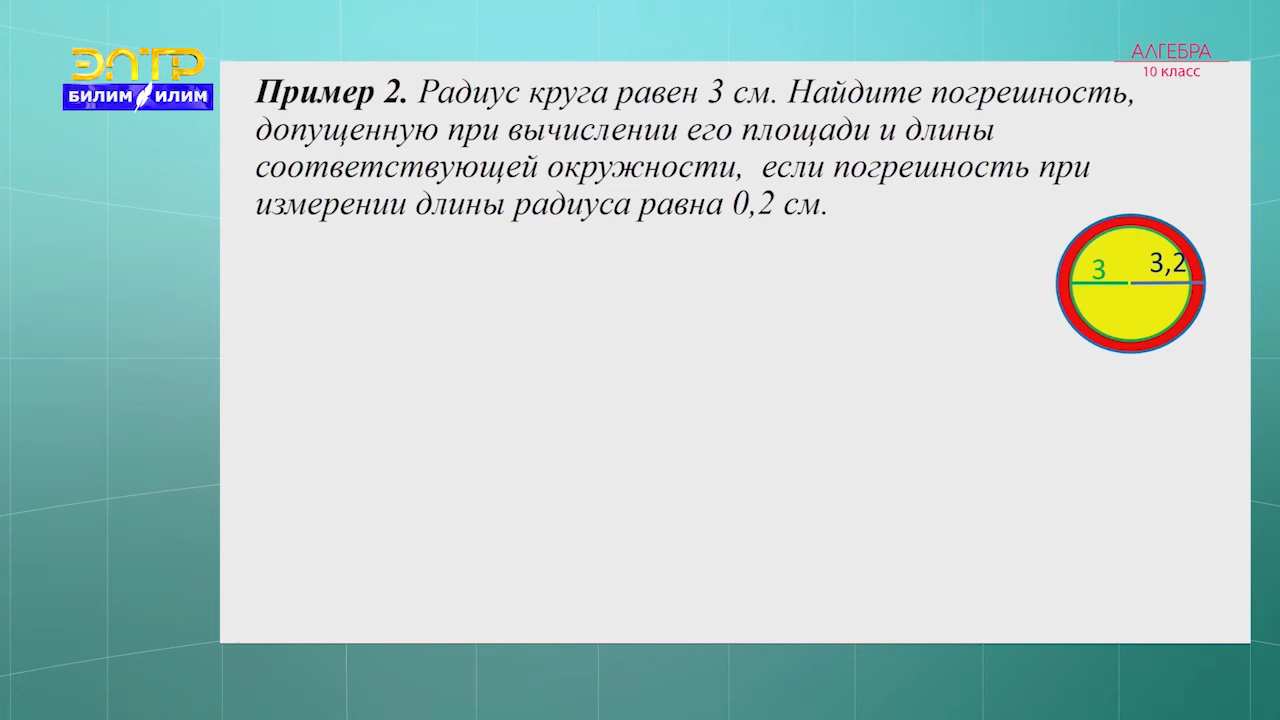 ЭЛТР
БИЛИМ ИЛИМ
АЛГЕБРА
10 класс
Пример 2. Радиус круга равен 3 см. Найдите погрешность,
допущенную при вычислении его площади и длины
соответствующей окружности, если погрешность при
измерении длины радиуса равна 0,2 см.
3
3,2